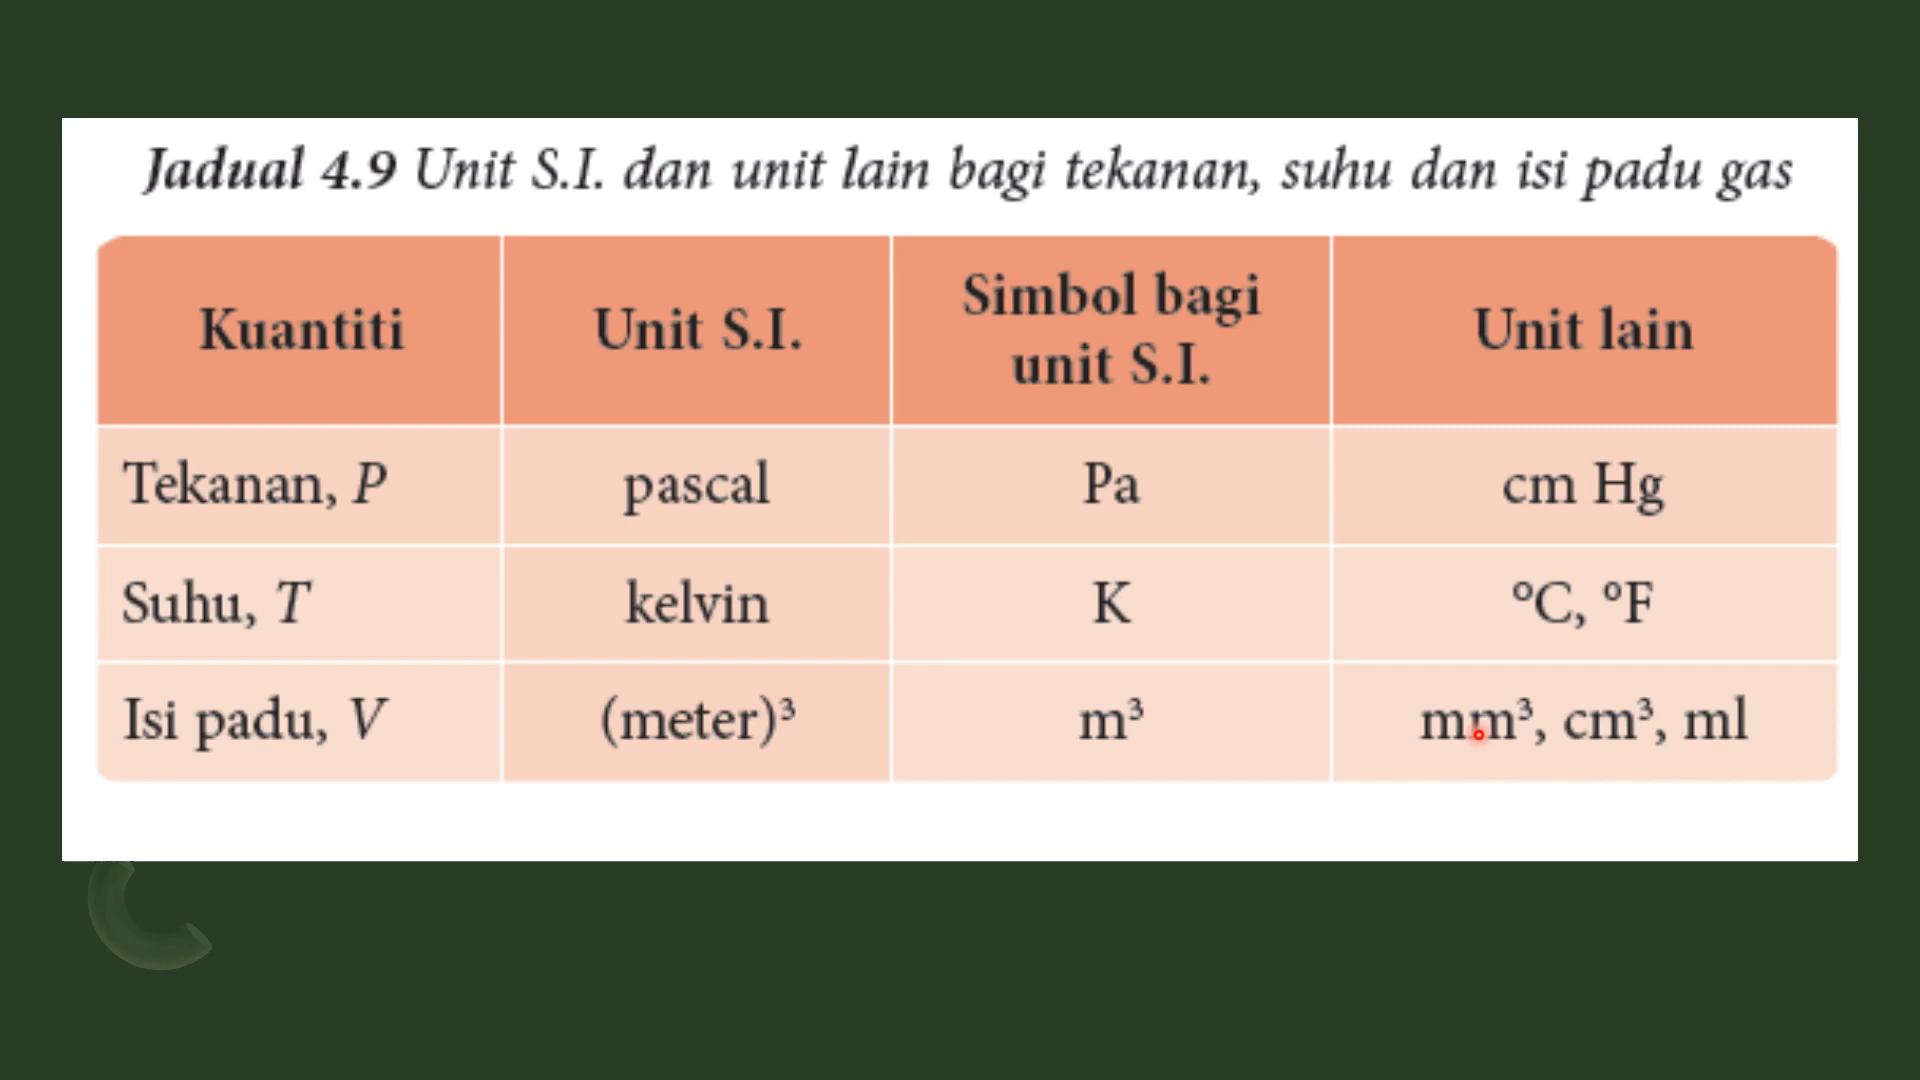 Jadual 4.9 Unit S.I. dan unit lain bagi tekanan, suhu dan isi padu gas
Kuantiti Unit S.I. Simbol bagi unit S.I. Unit lain
Tekanan, P pascal Pa cm Hg
Suhu, T kelvin K °C, °F
Isi padu, V (meter)³ m³ mm³, cm³, ml